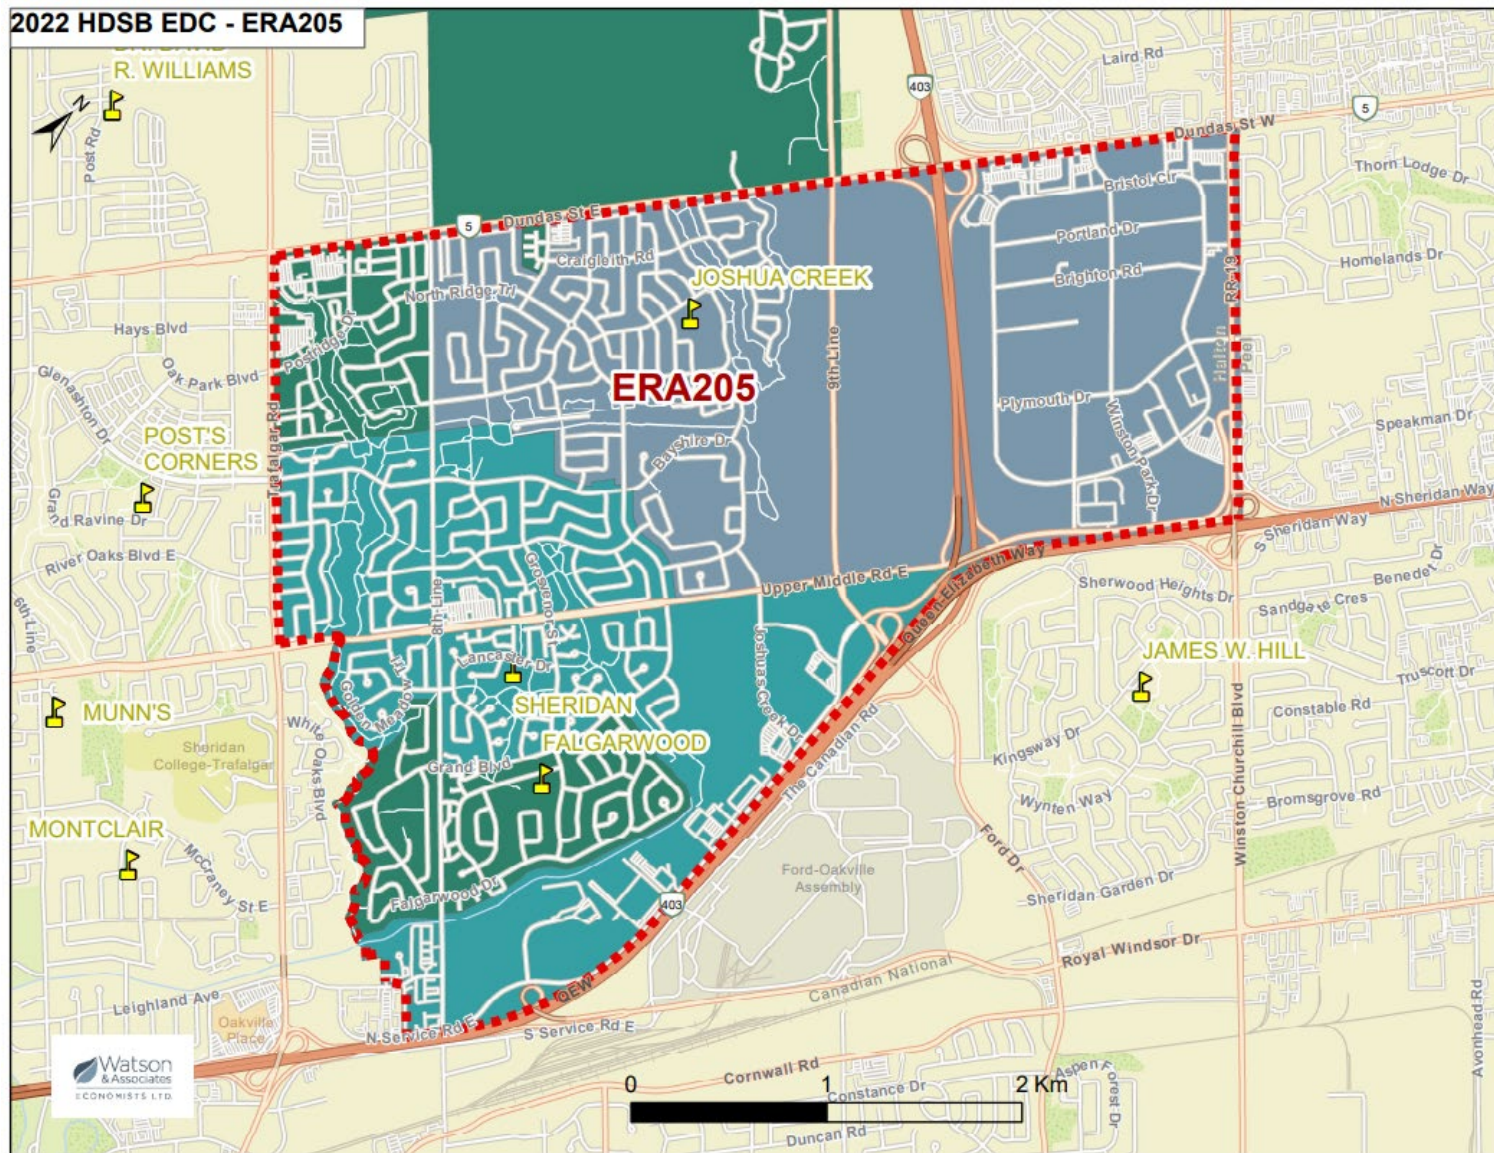 2022 HDSB EDC - ERA205
R. WILLIAMS
N
Post Rd
403
Laird Rd
5
Dundas St W
Thorn Lodge Dr
Bristol Cir
5
Dundas St E
Craigleith Rd
Portland Dr
Homelands Dr
Brighton Rd
JOSHUA CREEK
North Ridge Trl
RR 19
Hays Blvd
Postridge Dr
9th Line
Halton
Peel
Oak Park Blvd
Glenashton Dr
ERA205
Plymouth Dr
Winston Park Dr
Speakman Dr
Trafalgar Rd
POST'S
CORNERS
Bayshire Dr
N Sheridan Way
Grand Ravine Dr
S Sheridan Way
River Oaks Blvd E
Grosvenor St
Upper Middle Rd E
Queen Elizabeth Way
Sherwood Heights Dr
Benedet Dr
Sandgate Cres
6th Line
8th Line
Joshuas Creek Dr
JAMES W. HILL
Lancaster Dr
Truscott Dr
Golden Meadow Trl
SHERIDAN
MUNN'S
White Oaks Blvd
Constable Rd
Sheridan
College-Trafalgar
FALGARWOOD
Grand Blvd
Kingsway Dr
Winston Churchill Blvd
The Canadian Rd
Wynten Way
Bromsgrove Rd
MONTCLAIR
McCraney St E
Ford Dr
Ford-Oakville
Assembly
Falgarwood Dr
Sheridan Garden Dr
403
Royal Windsor Dr
Canadian National
QEW
Leighland Ave
Oakville
Place
N Service Rd E
S Service Rd E
Avonhead Rd
Watson
& Associates
ECONOMISTS LTD.
Cornwall Rd
Aspen Forest Dr
0 1 2 Km
Constance Dr
Duncan Rd